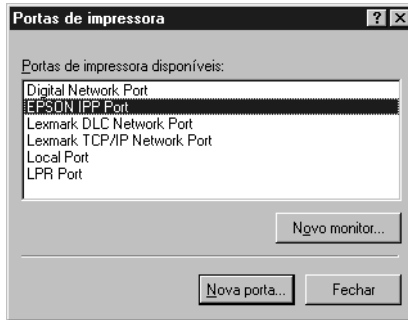 Portas de impressora
Portas de impressora disponíveis:
Digital Network Port
EPSON IPP Port
Lexmark DLC Network Port
Lexmark TCP/IP Network Port
Local Port
LPR Port
Novo monitor...
Nova porta...
Fechar